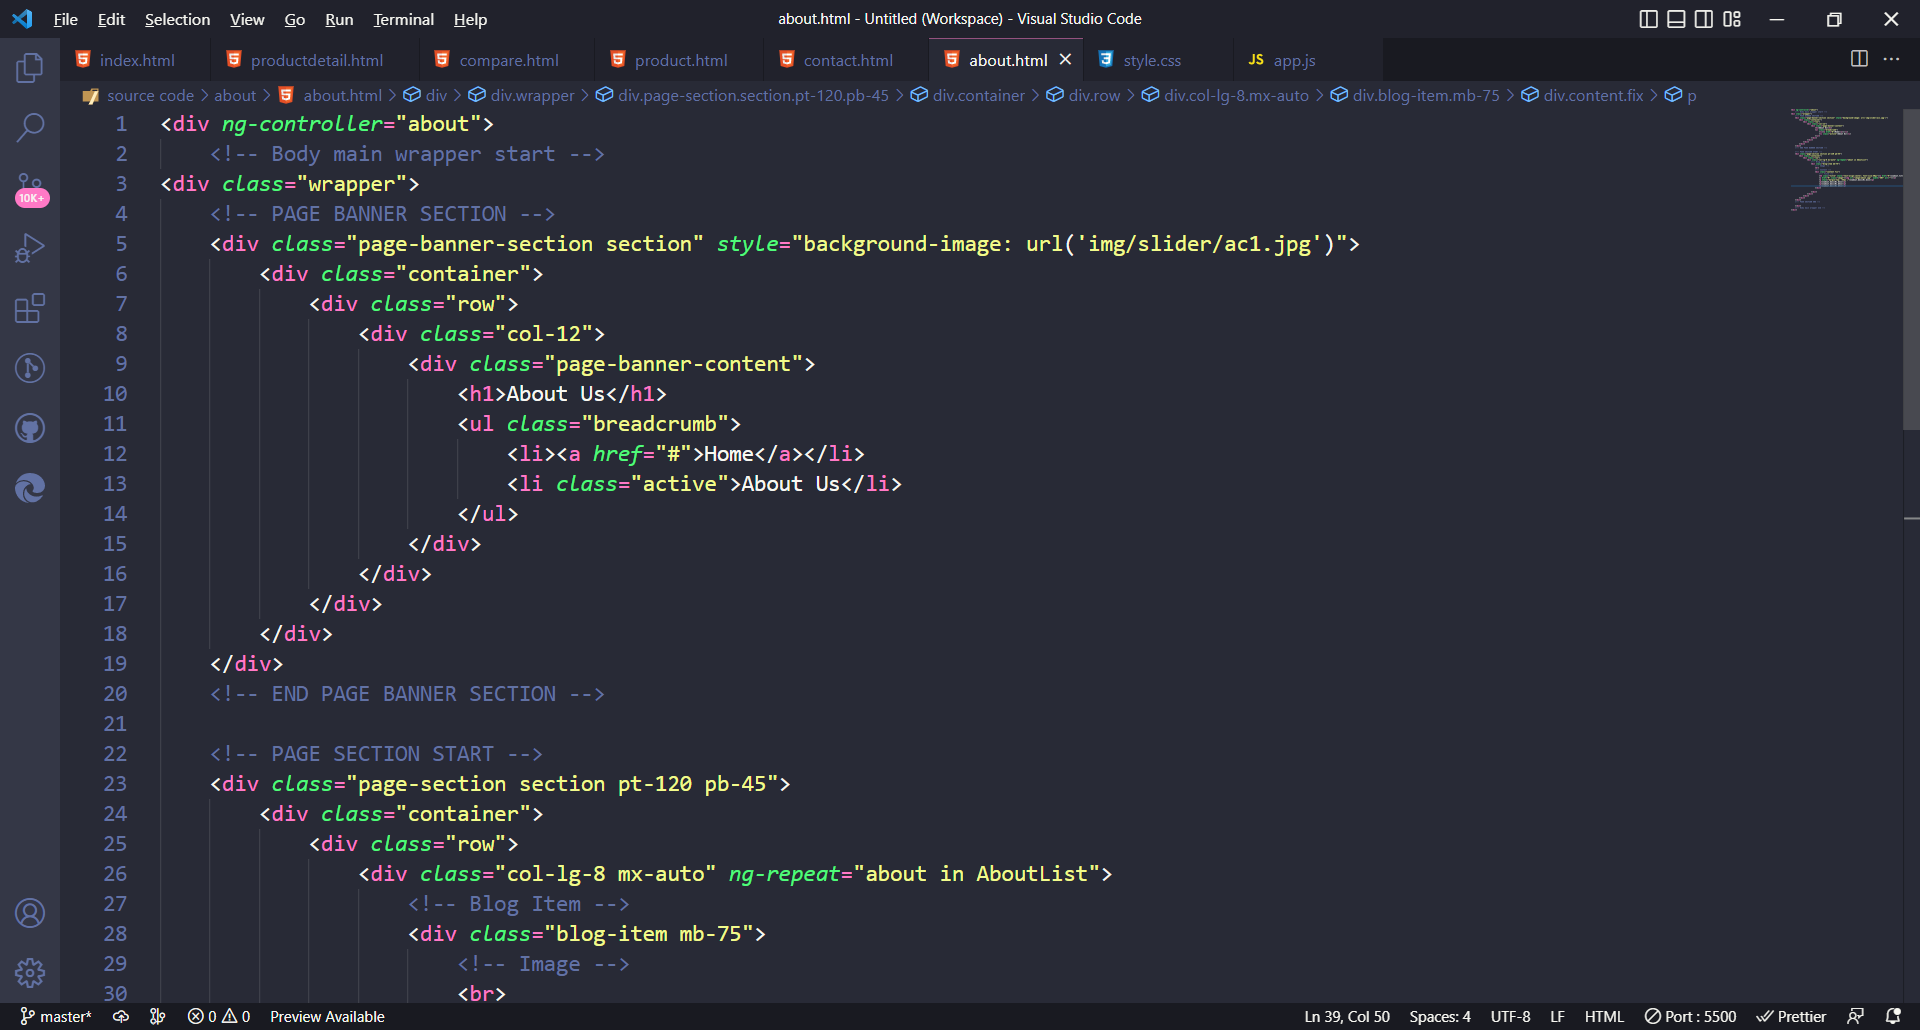 File Edit Selection View Go Run Terminal Help about.html - Untitled (Workspace) - Visual Studio Code
index.html productdetail.html compare.html product.html contact.html about.html style.css JS app.js
source code > about > about.html > div > div.wrapper > div.page-section.section.pt-120.pb-45 > div.container > div.row > div.col-lg-8.mx-auto > div.blog-item.mb-75 > div.content.fix > p
10K+
1 <div ng-controller="about">
2 <!-- Body main wrapper start -->
3 <div class="wrapper">
4 <!-- PAGE BANNER SECTION -->
5 <div class="page-banner-section section" style="background-image: url('img/slider/ac1.jpg')">
6 <div class="container">
7 <div class="row">
8 <div class="col-12">
9 <div class="page-banner-content">
10 <h1>About Us</h1>
11 <ul class="breadcrumb">
12 <li><a href="#">Home</a></li>
13 <li class="active">About Us</li>
14 </ul>
15 </div>
16 </div>
17 </div>
18 </div>
19 </div>
20 <!-- END PAGE BANNER SECTION -->
21
22 <!-- PAGE SECTION START -->
23 <div class="page-section section pt-120 pb-45">
24 <div class="container">
25 <div class="row">
26 <div class="col-lg-8 mx-auto" ng-repeat="about in AboutList">
27 <!-- Blog Item -->
28 <div class="blog-item mb-75">
29 <!-- Image -->
30 <br>
master* 0 0 Preview Available Ln 39, Col 50 Spaces: 4 UTF-8 LF HTML Port : 5500 Prettier